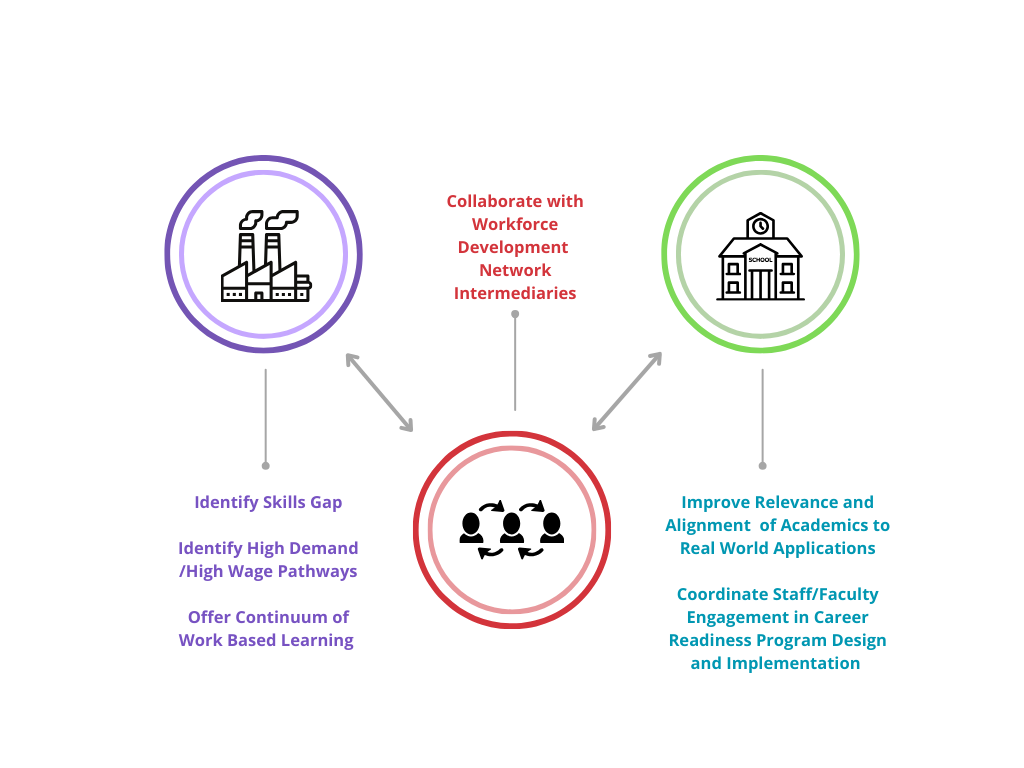 Collaborate with
Workforce
Development
Network
Intermediaries
SCHOOL
Identify Skills Gap
Identify High Demand
/High Wage Pathways
Offer Continuum of
Work Based Learning
Improve Relevance and
Alignment  of Academics to
Real World Applications
Coordinate Staff/Faculty
Engagement in Career
Readiness Program Design
and Implementation